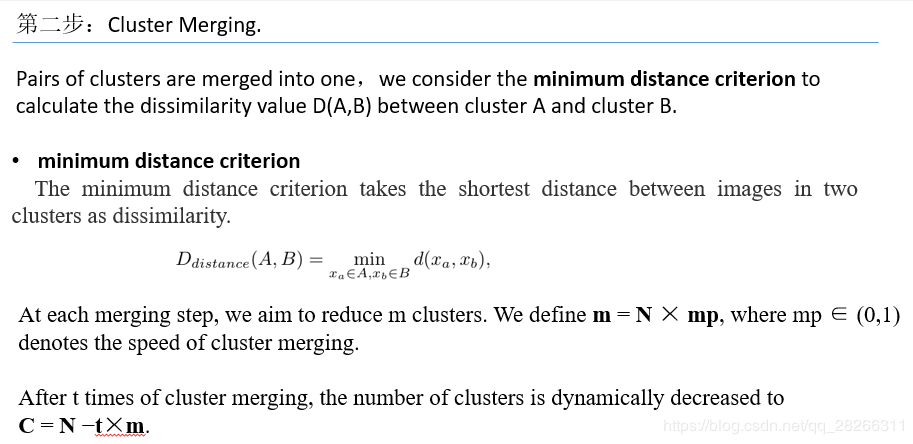 第二步：Cluster Merging.
Pairs of clusters are merged into one，we consider the minimum distance criterion to
calculate the dissimilarity value D(A,B) between cluster A and cluster B.
• minimum distance criterion
The minimum distance criterion takes the shortest distance between images in two
clusters as dissimilarity.
D_{distance}(A, B) = min_{x_a∈A,x_b∈B} d(x_a, x_b),
At each merging step, we aim to reduce m clusters. We define m = N × mp, where mp ∈ (0,1)
denotes the speed of cluster merging.
After t times of cluster merging, the number of clusters is dynamically decreased to
C = N –t×m.
https://blog.csdn.net/qq_28266311